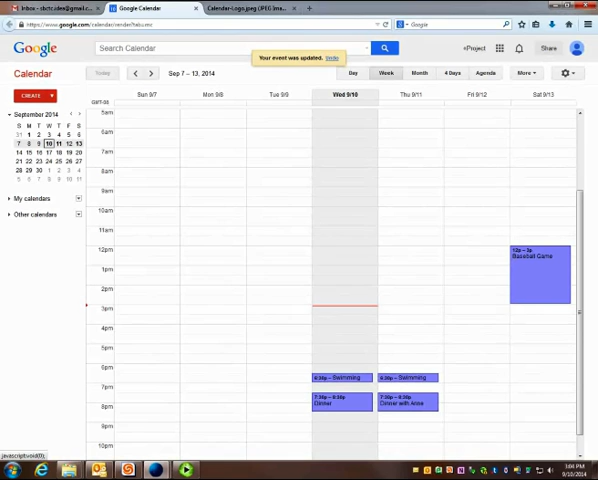 Inbox - sbctc.idex@gmail.c...
Google Calendar
Calendar-Logo.jpeg (JPEG Ima...
https://www.google.com/calendar/render?tab=mc
Google
Google
Search Calendar
+Project
Share
Your event was updated. Undo
Calendar
Today
Sep 7 – 13, 2014
Day
Week
Month
4 Days
Agenda
More
CREATE
September 2014
S M T W T F S
31 1 2 3 4 5 6
7 8 9 10 11 12 13
14 15 16 17 18 19 20
21 22 23 24 25 26 27
28 29 30 1 2 3 4
5 6 7 8 9 10 11
My calendars
Other calendars
Sun 9/7
Mon 9/8
Tue 9/9
Wed 9/10
Thu 9/11
Fri 9/12
Sat 9/13
5am
6am
7am
8am
9am
10am
11am
12pm
1pm
2pm
3pm
4pm
5pm
6pm
7pm
8pm
9pm
10pm
12p – 3p
Baseball Game
6:30p – Swimming
6:30p – Swimming
7:30p – 8:30p
Dinner
7:30p – 8:30p
Dinner with Anna
javascript:void(0);
3:04 PM
9/10/2014